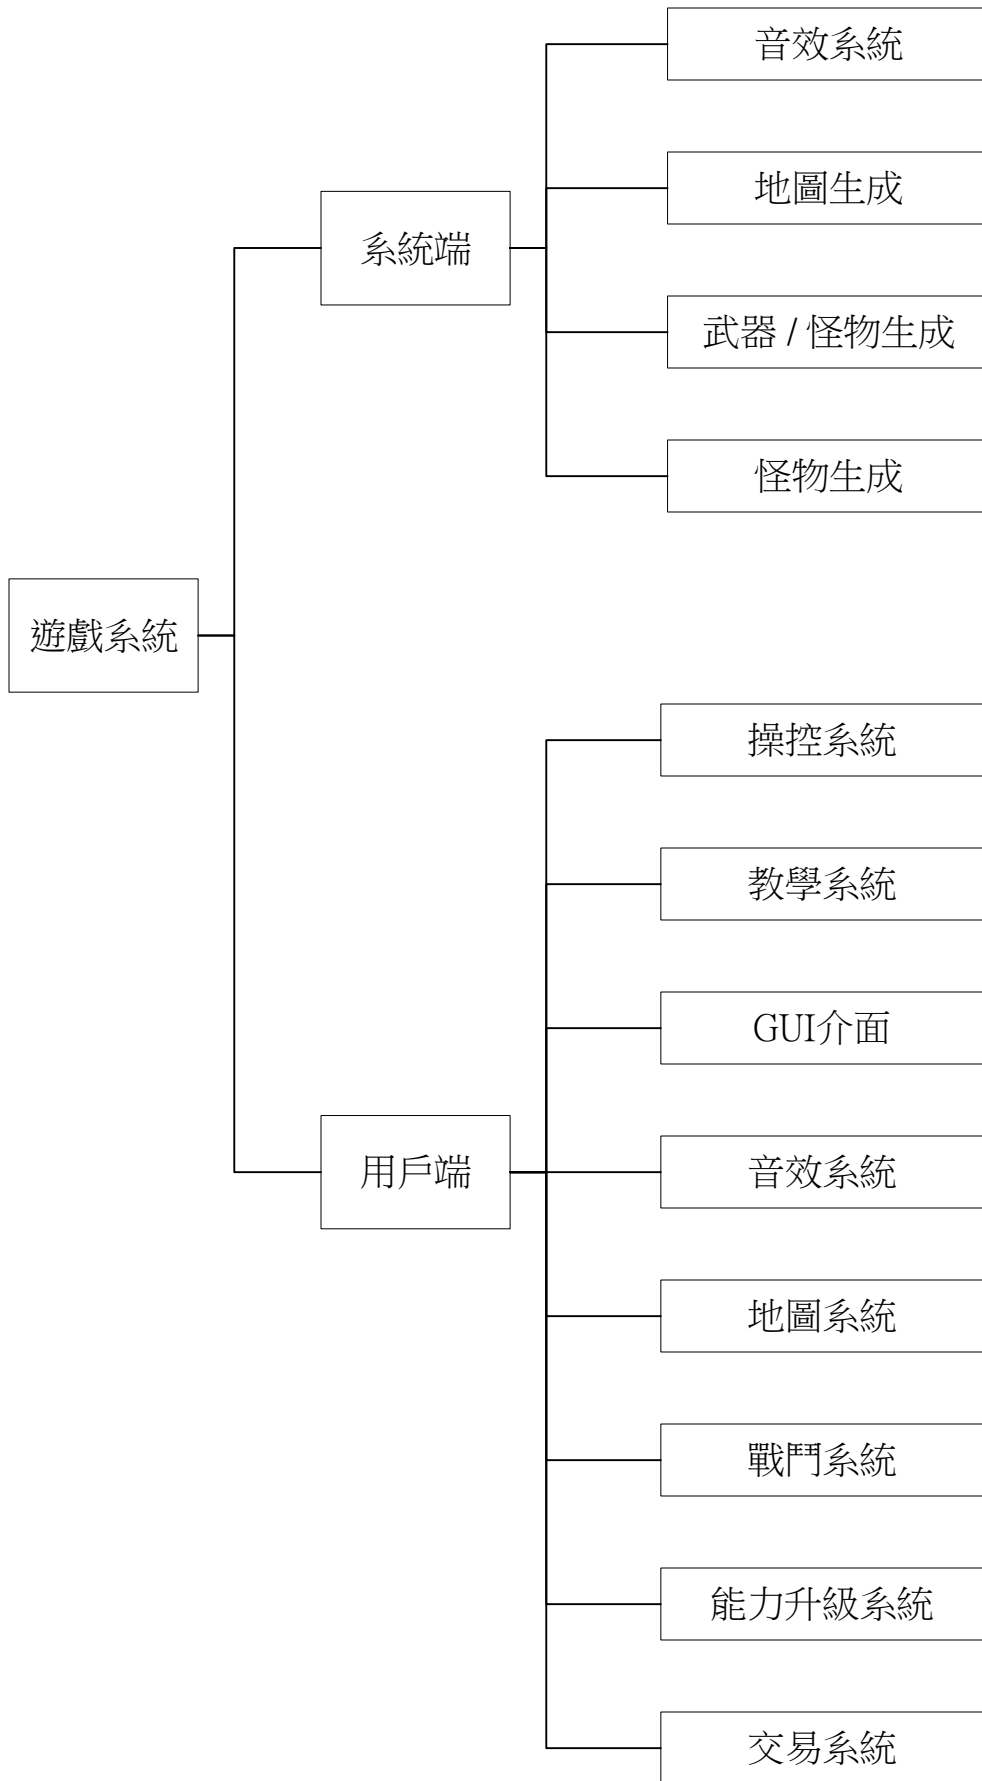 音效系統
地圖生成
系統端
武器 / 怪物生成
怪物生成
遊戲系統
操控系統
教學系統
GUI介面
音效系統
用戶端
地圖系統
戰鬥系統
能力升級系統
交易系統